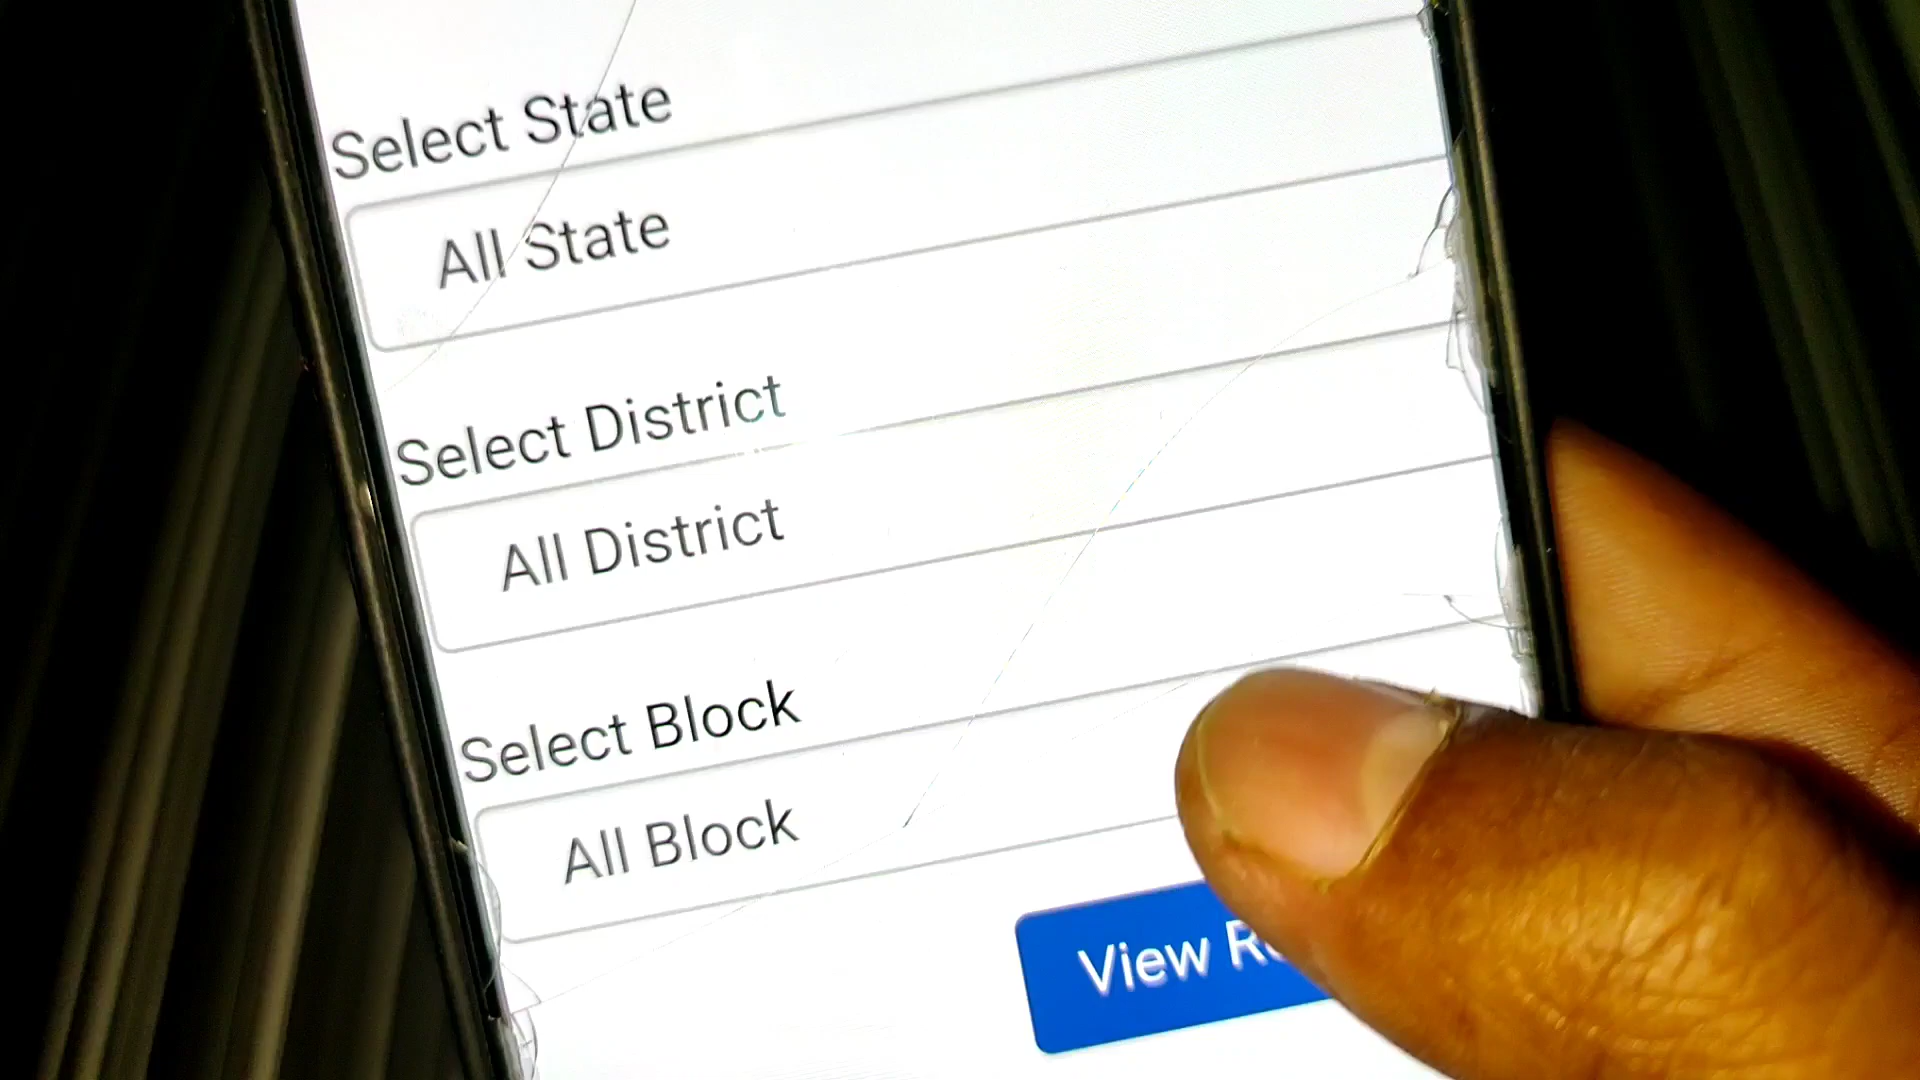 Select State
All State
Select District
All District
Select Block
All Block
View